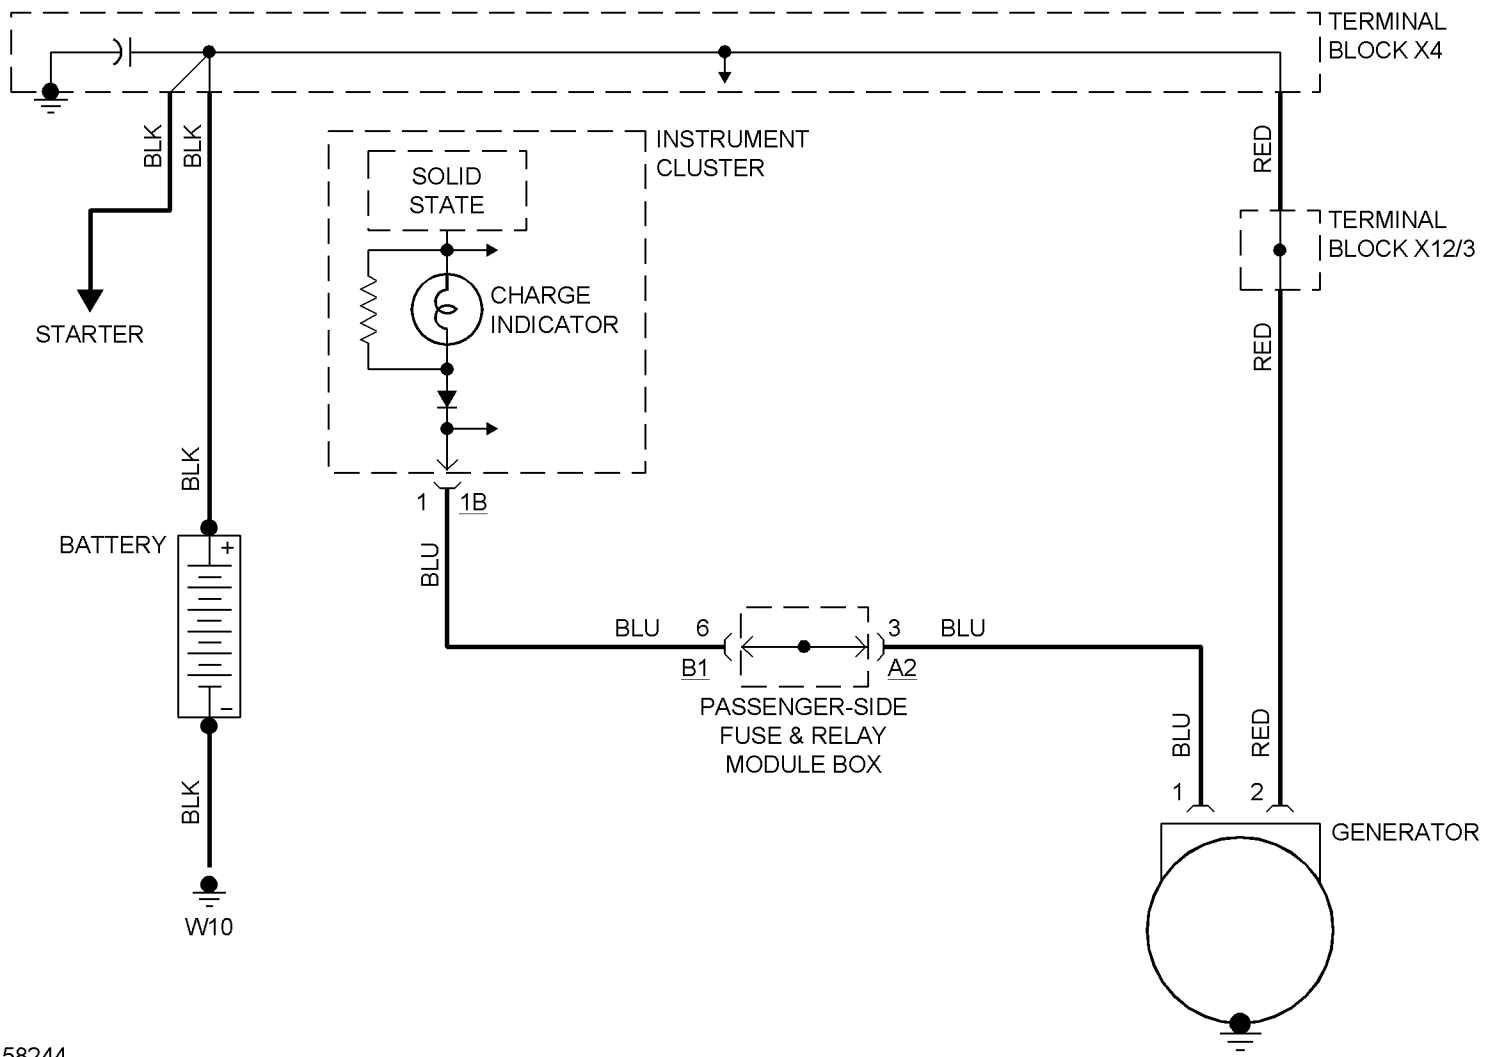 TERMINAL
BLOCK X4
BLK
BLK
RED
INSTRUMENT
CLUSTER
SOLID
STATE
TERMINAL
BLOCK X12/3
CHARGE
INDICATOR
STARTER
RED
BLK
1 1B
BATTERY
+
−
BLU
BLU 6
B1
3 BLU
A2
PASSENGER-SIDE
FUSE & RELAY
MODULE BOX
BLU
RED
1 2
BLK
GENERATOR
W10
58244